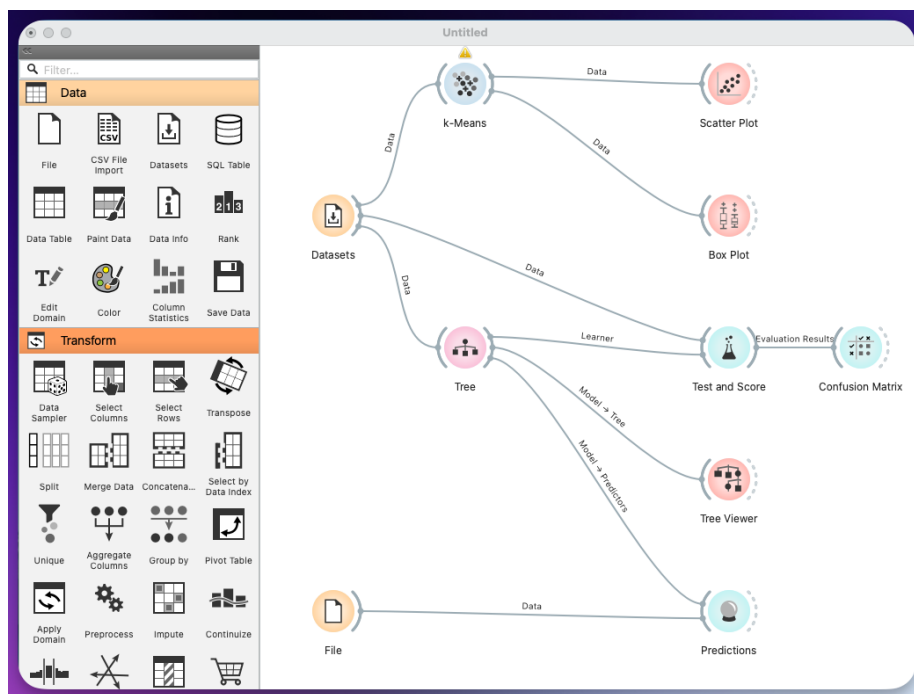 Untitled
Filter...
Data
File
CSV File
Import
Datasets
SQL Table
CSV
Data Table
Paint Data
Data Info
Rank
1 2 3
Edit
Domain
Color
Column
Statistics
Save Data
Transform
Data
Sampler
Select
Columns
Select
Rows
Transpose
Split
Merge Data
Concatena...
Select by
Data Index
Unique
Aggregate
Columns
Group by
Pivot Table
Apply
Domain
Preprocess
Impute
Continuize
k-Means
Data
Scatter Plot
Data
Data
Datasets
Box Plot
Data
Data
Tree
Learner
Test and Score
Evaluation Results
Confusion Matrix
Model → Tree
Tree Viewer
Model → Predictors
File
Data
Predictions